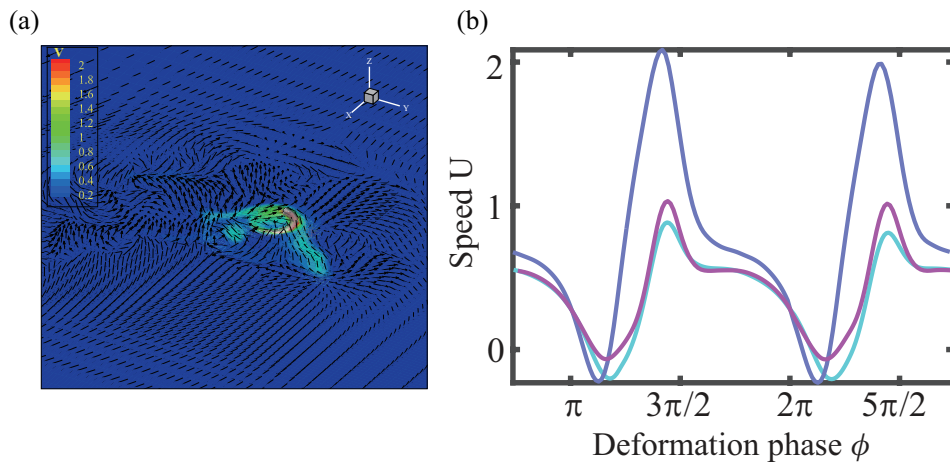 (a)
(b)
V
2
1.8
1.6
1.4
1.2
1
0.8
0.6
0.4
0.2
Z
X
Y
Speed U
2
1
0
π
3π/2
2π
5π/2
Deformation phase ϕ